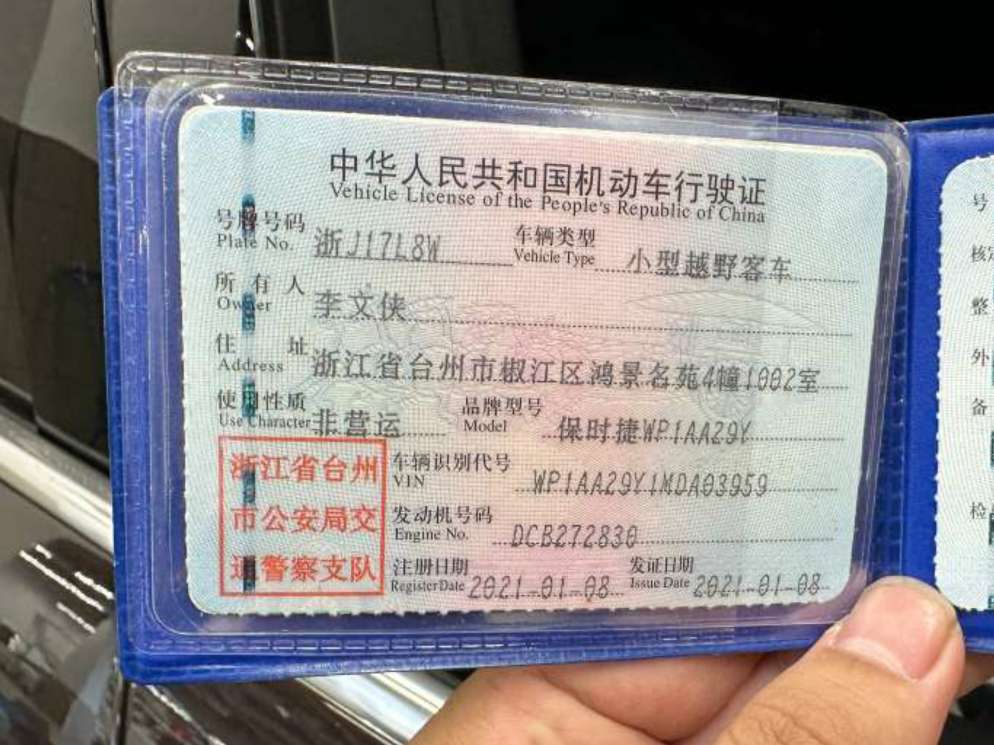 中华人民共和国机动车行驶证
Vehicle License of the People's Republic of China
号牌号码 浙J17L8W 车辆类型 小型越野客车
Plate No. Vehicle Type
所有人 李文侠
Owner
住址 浙江省台州市椒江区鸿景名苑4幢1002室
Address
使用性质 非营运 品牌型号 保时捷WP1AA29Y
Use Character Model
浙江省台州
市公安局交
通警察支队
车辆识别代号 WP1AA29Y1MDA03959
VIN
发动机号码 DCB272830
Engine No.
注册日期 2021-01-08 发证日期 2021-01-08
Register Date Issue Date
号
核定
整
外
备
检